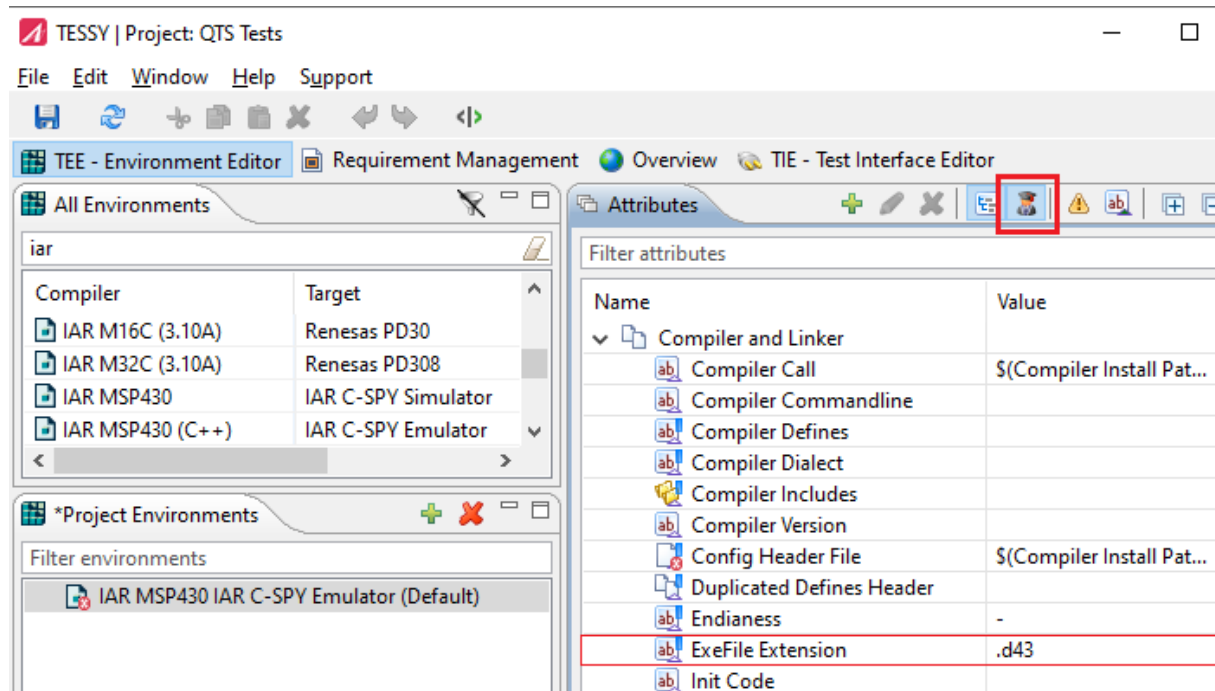 TESSY | Project: QTS Tests
File Edit Window Help Support
TEE - Environment Editor Requirement Management Overview TIE - Test Interface Editor
All Environments
iar
Compiler Target
IAR M16C (3.10A) Renesas PD30
IAR M32C (3.10A) Renesas PD308
IAR MSP430 IAR C-SPY Simulator
IAR MSP430 (C++) IAR C-SPY Emulator
*Project Environments
Filter environments
IAR MSP430 IAR C-SPY Emulator (Default)
Attributes
Filter attributes
Name Value
Compiler and Linker
Compiler Call $(Compiler Install Pat...
Compiler Commandline
Compiler Defines
Compiler Dialect
Compiler Includes
Compiler Version
Config Header File $(Compiler Install Pat...
Duplicated Defines Header
Endianess -
ExeFile Extension .d43
Init Code